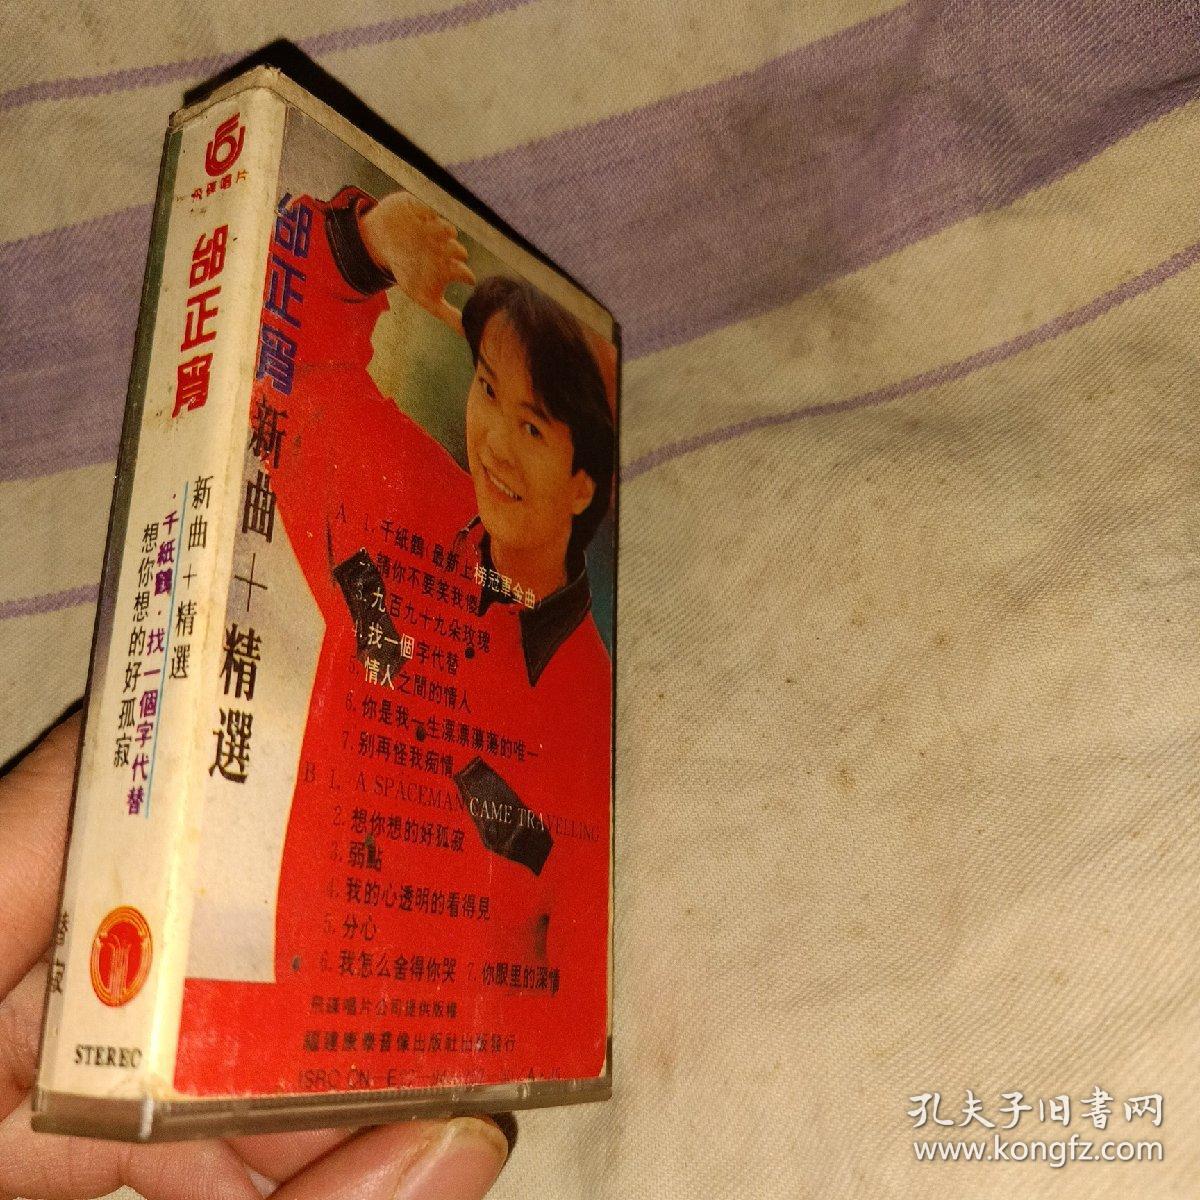 飛碟唱片
邰正宵
新曲+精選
·千紙鶴·找一個字代替
想你想的好孤寂
STEREO
替
寂
邰正宵
新曲+精選
A 1.千紙鶴(最新上榜冠軍金曲)
2.請你不要笑我傻
3.九百九十九朵玫瑰
4.找一個字代替
5.情人之間的情人
6.你是我一生漂漂蕩蕩的唯一
7.别再怪我痴情
B 1. A SPACEMAN CAME TRAVELLING
2.想你想的好孤寂
3.弱點
4.我的心透明的看得見
5.分心
6.我怎么舍得你哭 7.你眼里的深情
飛碟唱片公司提供版權
福建康泰音像出版社出版發行
ISRC CN-E
孔夫子旧書网
www.kongfz.com